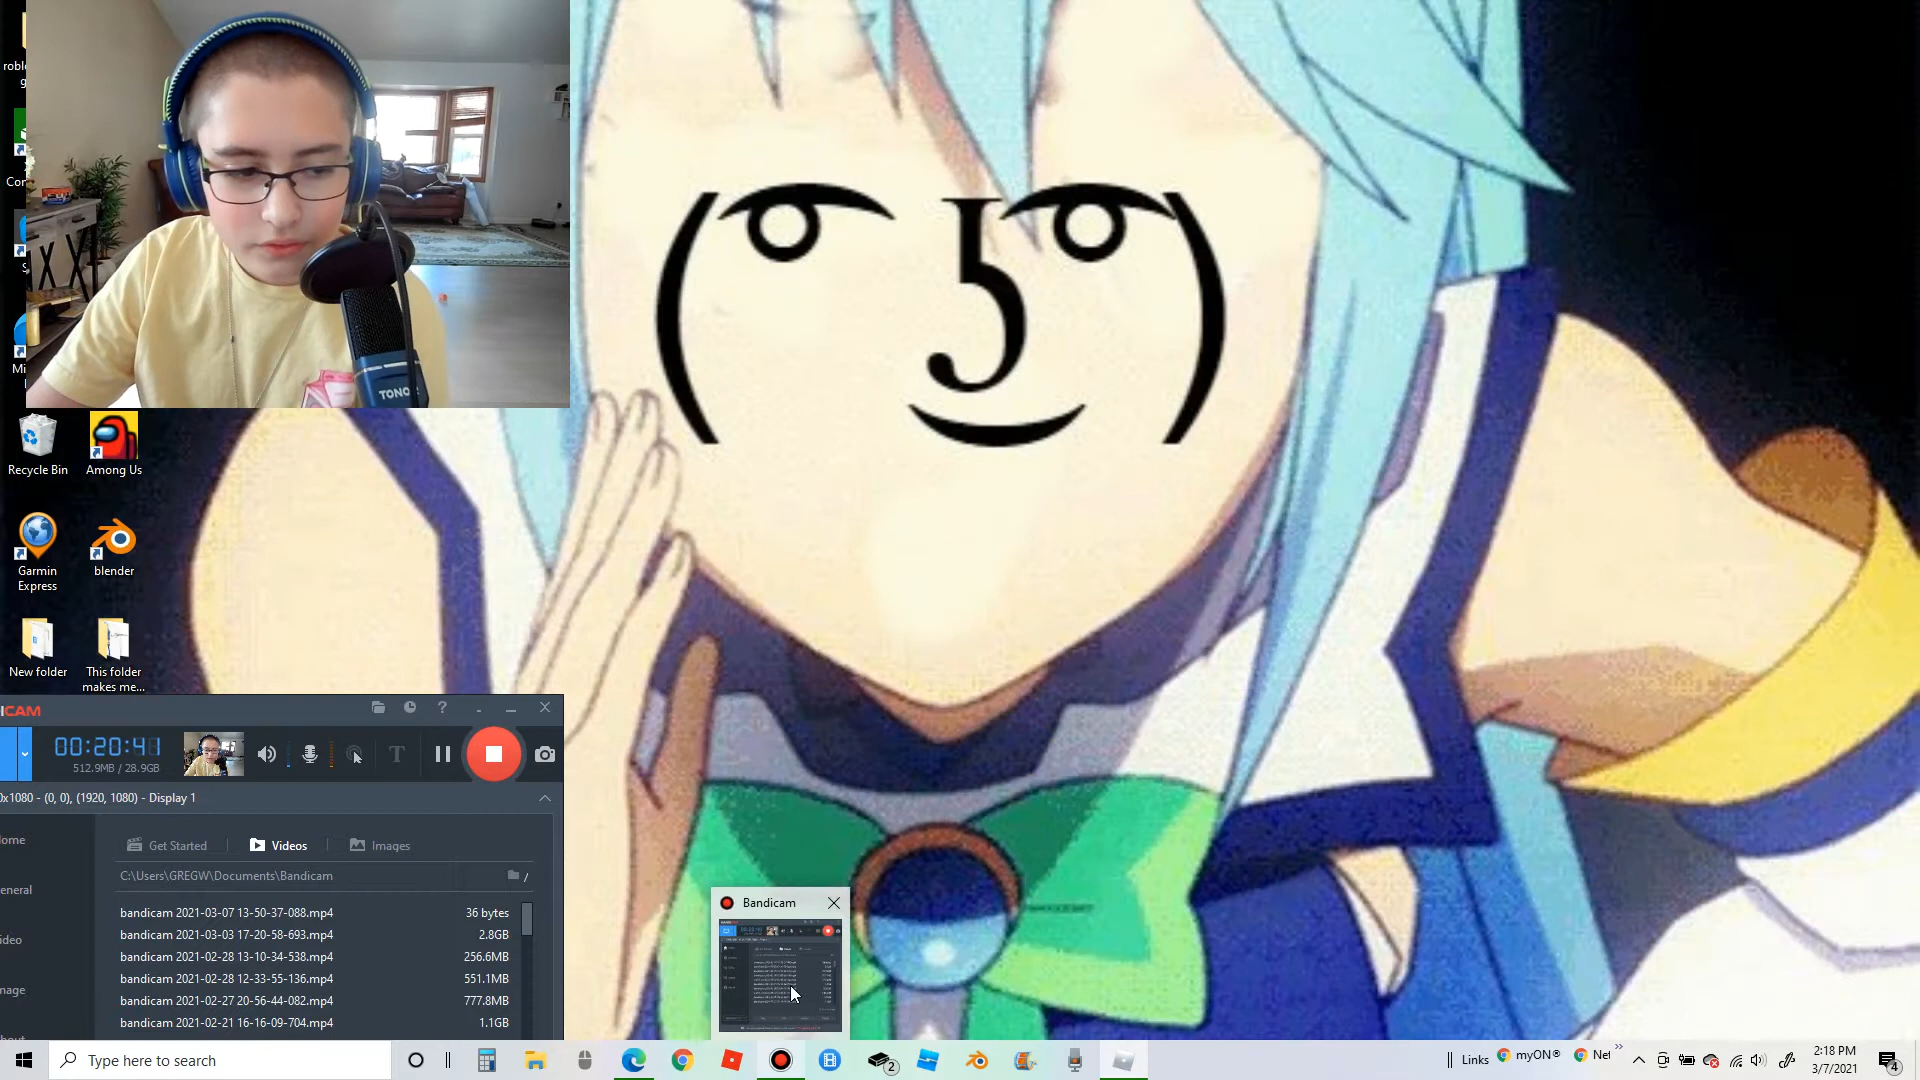 robl
g
Cor
S
Mi
TONO
Recycle Bin
Among Us
Garmin
Express
blender
New folder
This folder
makes me...
ICAM
00:20:41
512.9MB / 28.9GB
T
0x1080 - (0, 0), (1920, 1080) - Display 1
ome
eneral
ideo
mage
bout
Get Started
Videos
Images
C:\Users\GREGW\Documents\Bandicam
bandicam 2021-03-07 13-50-37-088.mp4 36 bytes
bandicam 2021-03-03 17-20-58-693.mp4 2.8GB
bandicam 2021-02-28 13-10-34-538.mp4 256.6MB
bandicam 2021-02-28 12-33-55-136.mp4 551.1MB
bandicam 2021-02-27 20-56-44-082.mp4 777.8MB
bandicam 2021-02-21 16-16-09-704.mp4 1.1GB
Bandicam
Type here to search
2
Links
myON®
Net
2:18 PM
3/7/2021
4